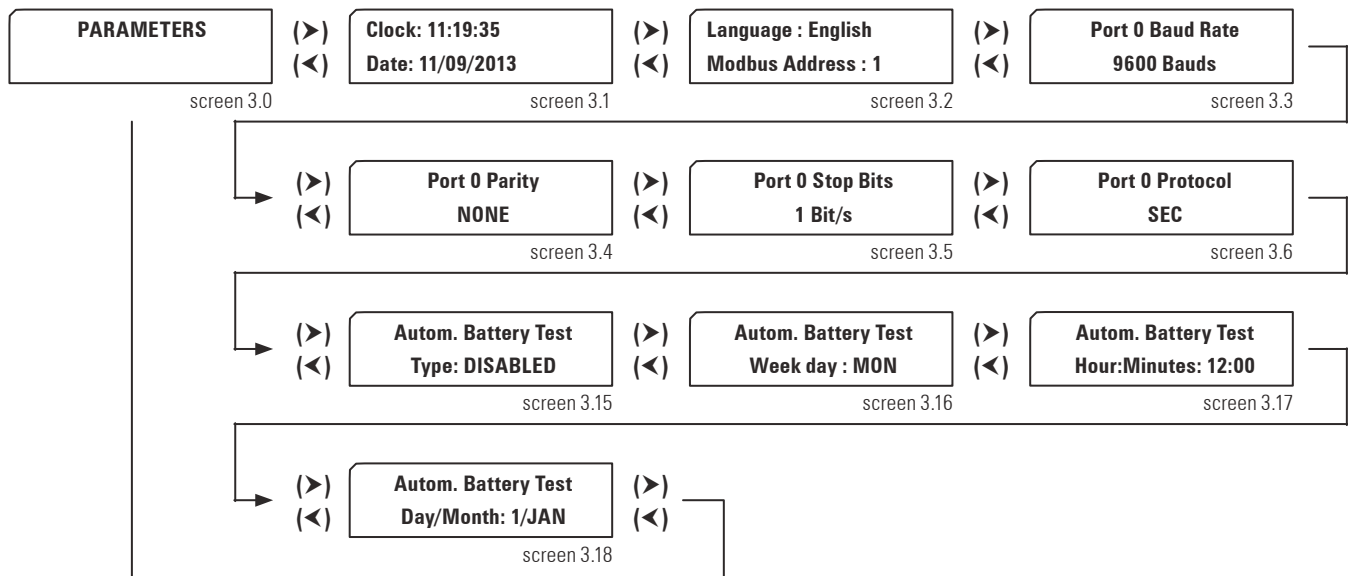 PARAMETERS
(➤)
(⮜)
Clock: 11:19:35
Date: 11/09/2013
(➤)
(⮜)
Language : English
Modbus Address : 1
(➤)
(⮜)
Port 0 Baud Rate
9600 Bauds
screen 3.0
screen 3.1
screen 3.2
screen 3.3
(➤)
(⮜)
Port 0 Parity
NONE
(➤)
(⮜)
Port 0 Stop Bits
1 Bit/s
(➤)
(⮜)
Port 0 Protocol
SEC
screen 3.4
screen 3.5
screen 3.6
(➤)
(⮜)
Autom. Battery Test
Type: DISABLED
(➤)
(⮜)
Autom. Battery Test
Week day : MON
(➤)
(⮜)
Autom. Battery Test
Hour:Minutes: 12:00
screen 3.15
screen 3.16
screen 3.17
(➤)
(⮜)
Autom. Battery Test
Day/Month: 1/JAN
(➤)
(⮜)
screen 3.18